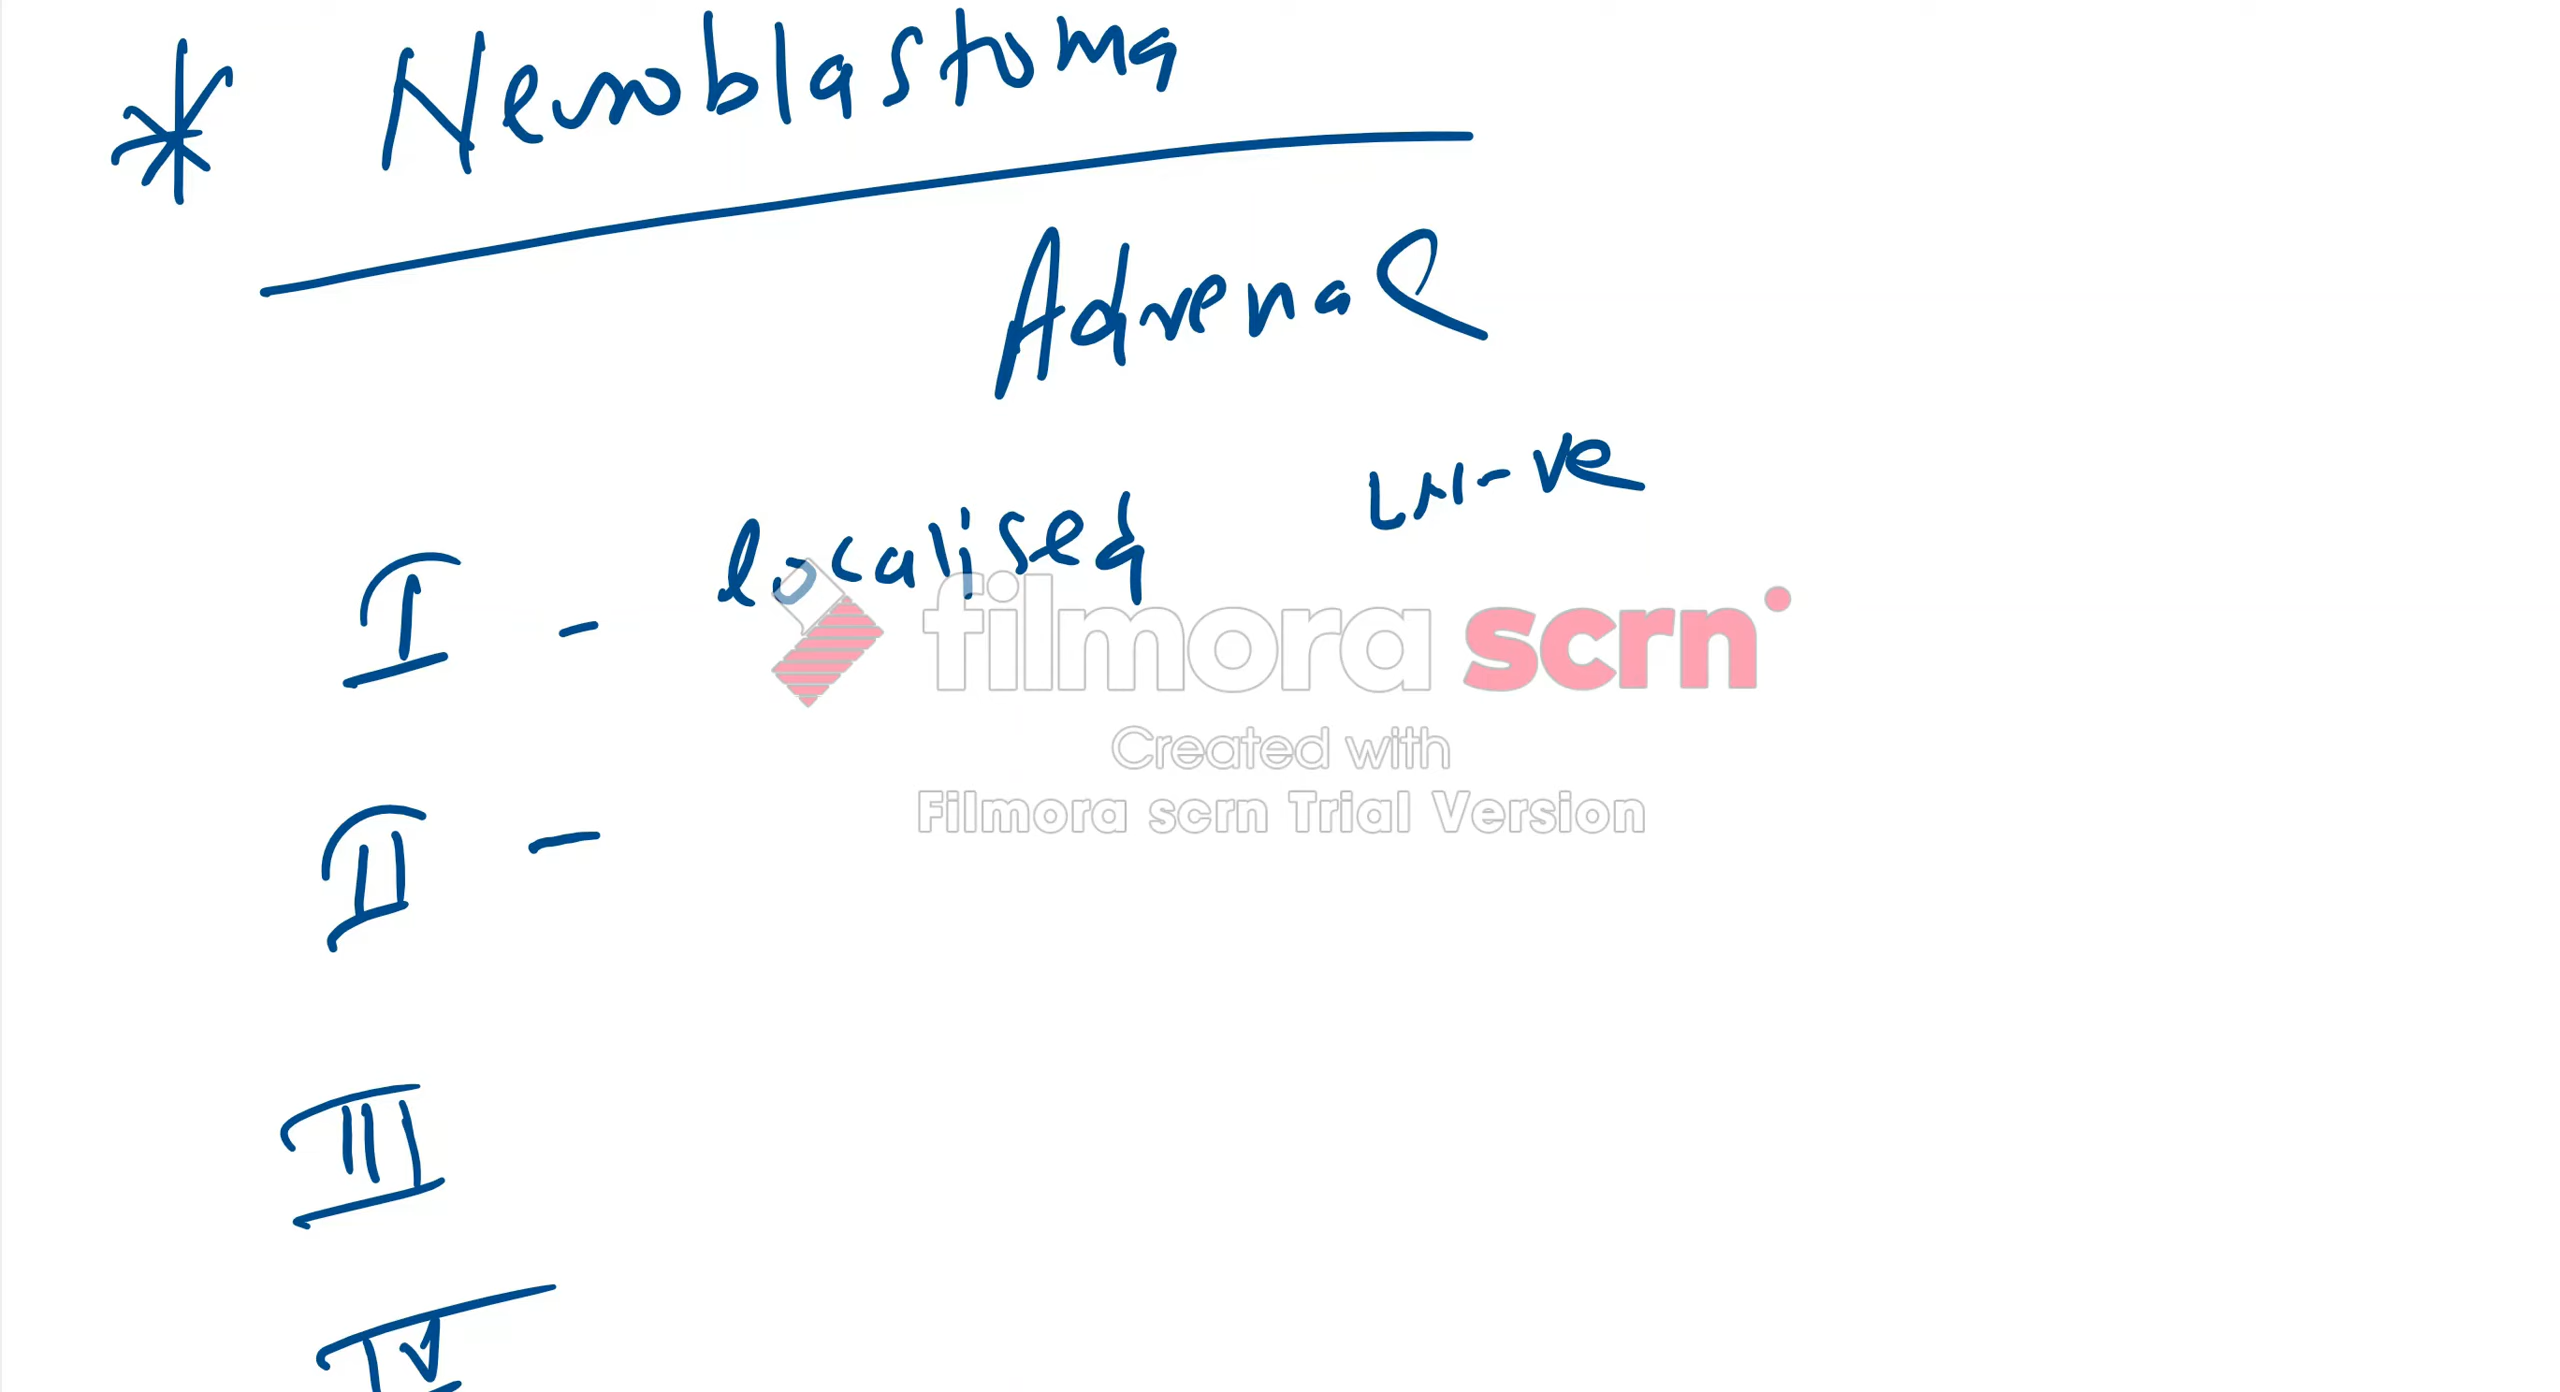 * Neuroblastoma
Adrenal
LN-ve
I - localised
filmora scrn
Created with
Filmora scrn Trial Version
II -
III
IV